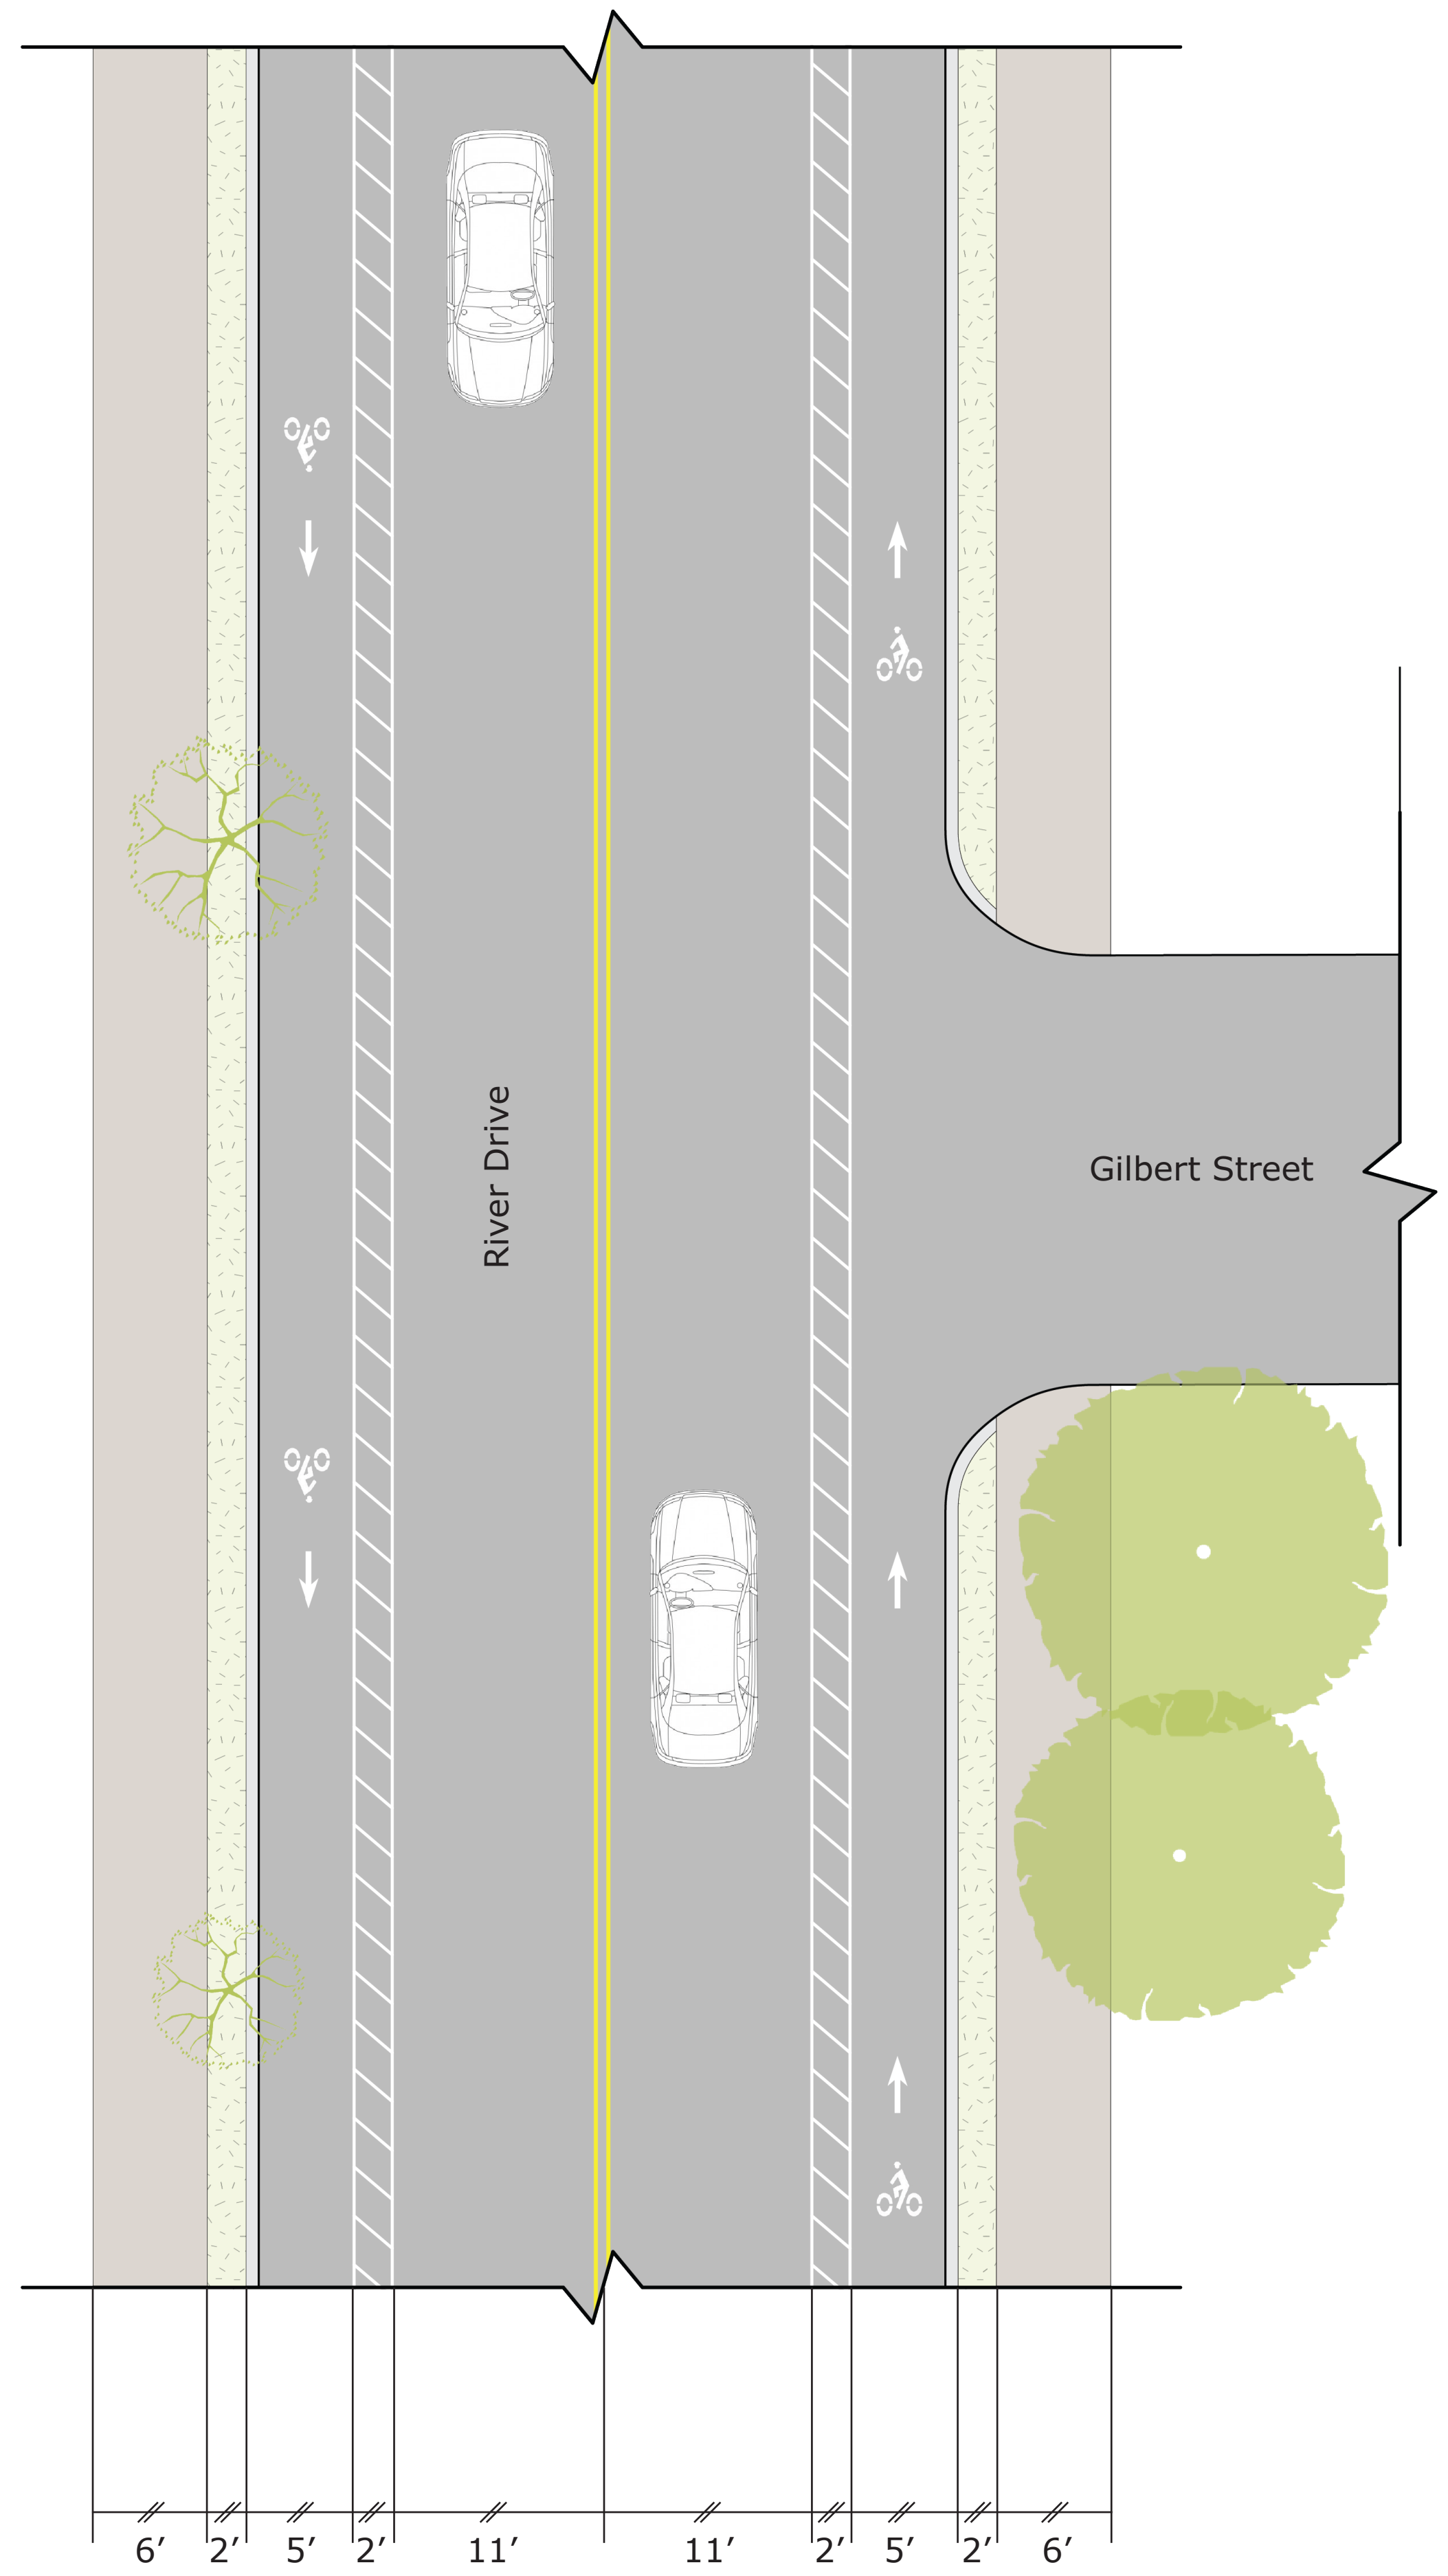 River Drive
Gilbert Street
6′ 2′ 5′ 2′ 11′ 11′ 2′ 5′ 2′ 6′